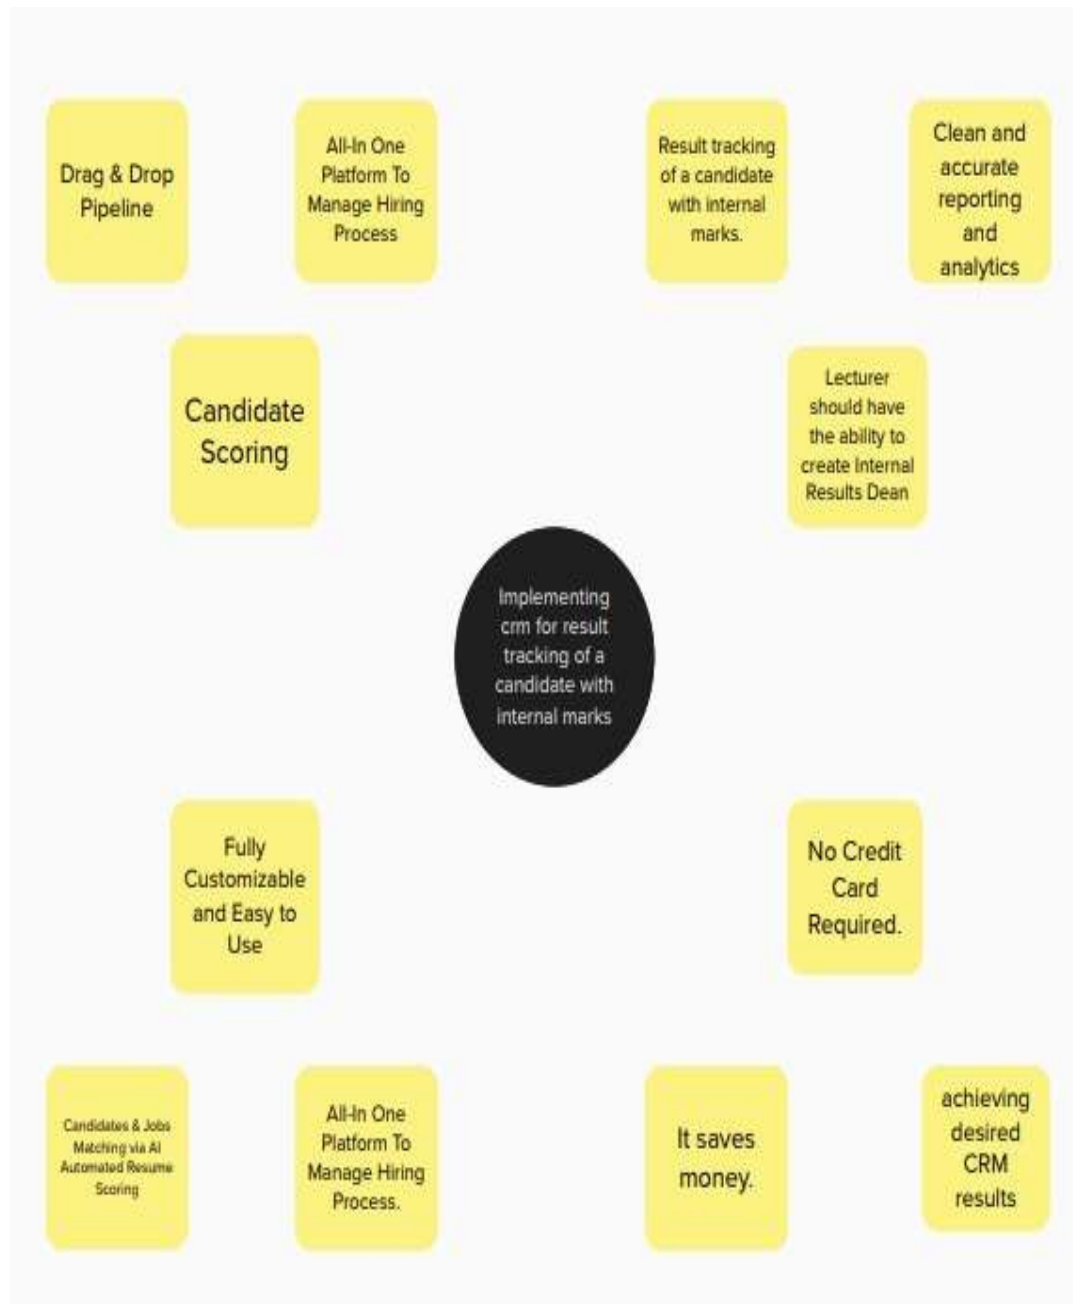 Drag & Drop
Pipeline
All-In One
Platform To
Manage Hiring
Process
Result tracking
of a candidate
with internal
marks.
Clean and
accurate
reporting
and
analytics
Candidate
Scoring
Lecturer
should have
the ability to
create Internal
Results Dean
Implementing
crm for result
tracking of a
candidate with
internal marks
Fully
Customizable
and Easy to
Use
No Credit
Card
Required.
Candidates & Jobs
Matching via AI
Automated Resume
Scoring
All-In One
Platform To
Manage Hiring
Process.
It saves
money.
achieving
desired
CRM
results